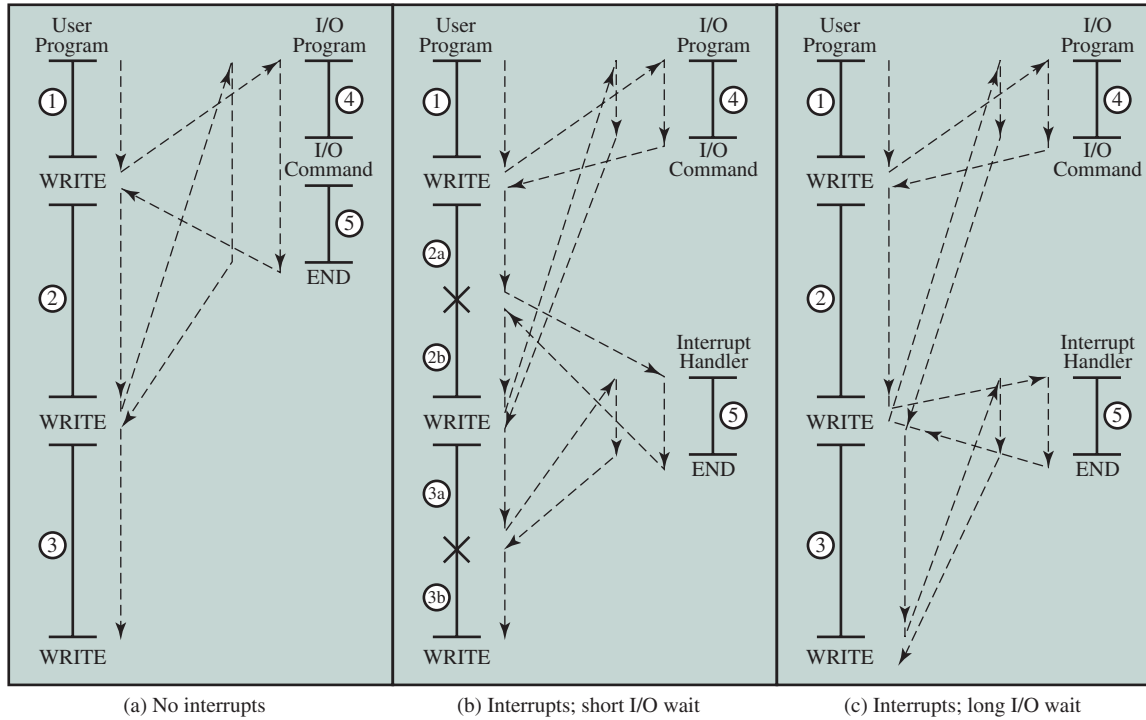 User
Program
I/O
Program
1
4
I/O
Command
WRITE
5
END
2
WRITE
3
WRITE
(a) No interrupts
User
Program
I/O
Program
1
4
I/O
Command
WRITE
2a
2b
Interrupt
Handler
WRITE
5
END
3a
3b
WRITE
(b) Interrupts; short I/O wait
User
Program
I/O
Program
1
4
I/O
Command
WRITE
2
Interrupt
Handler
WRITE
5
END
3
WRITE
(c) Interrupts; long I/O wait